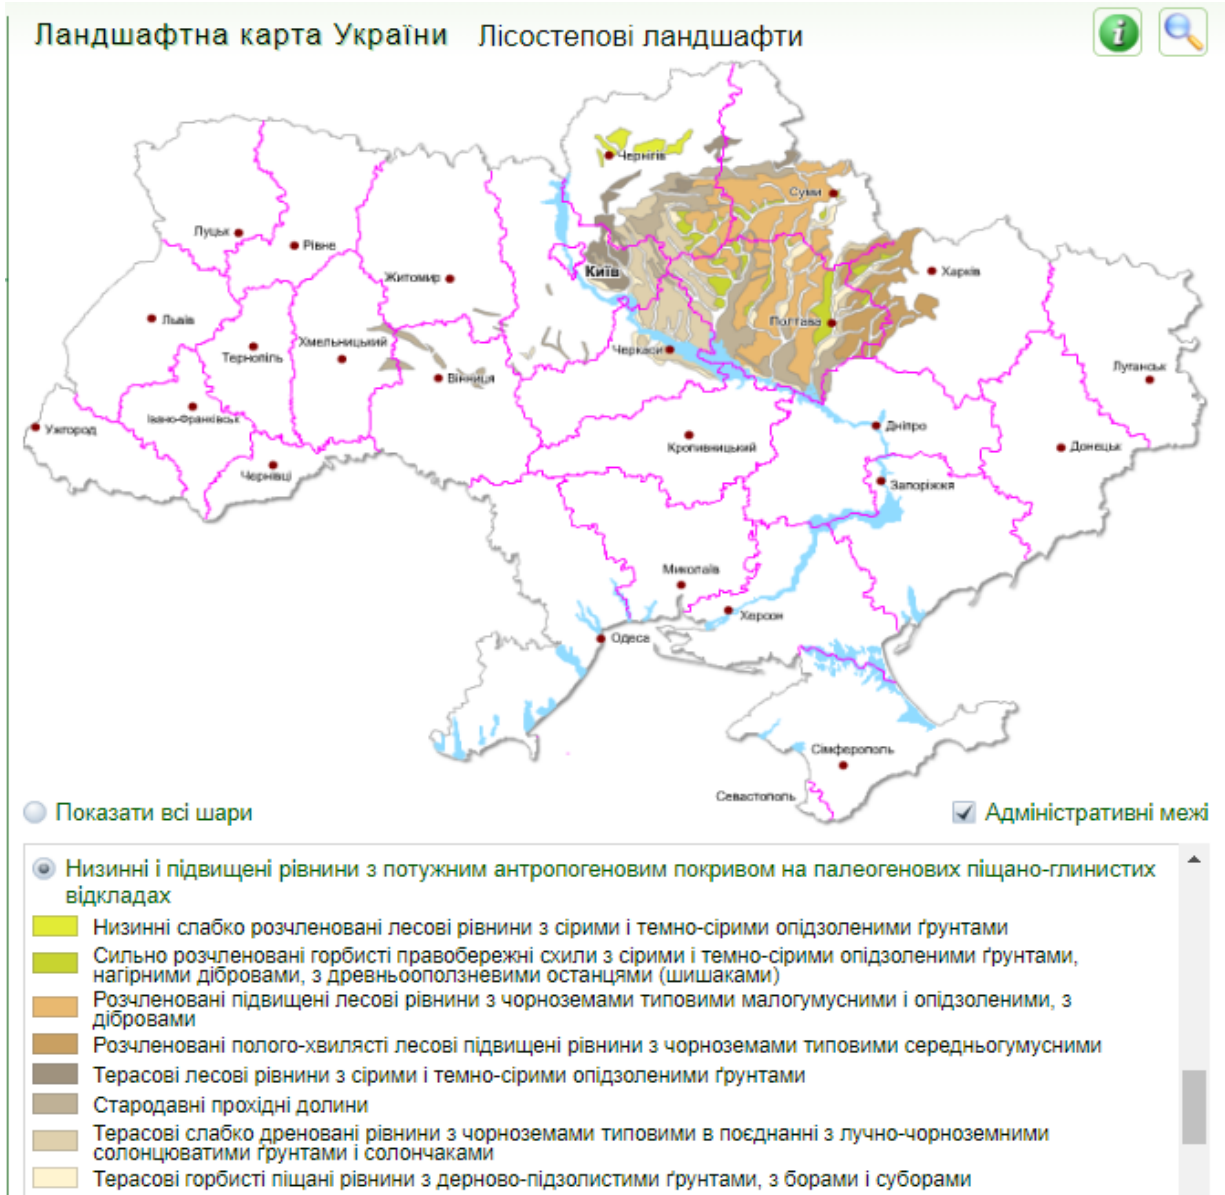 Ландшафтна карта України Лісостепові ландшафти
Чернігів
Суми
Луцьк
Рівне
Київ
Житомир
Харків
Львів
Хмельницький
Полтава
Тернопіль
Черкаси
Вінниця
Луганськ
Івано-Франківськ
Ужгород
Дніпро
Кропивницький
Донецьк
Чернівці
Запоріжжя
Миколаїв
Херсон
Одеса
Сімферополь
Севастополь
Показати всі шари
Адміністративні межі
Низинні і підвищені рівнини з потужним антропогеновим покривом на палеогенових піщано-глинистих
відкладах
Низинні слабко розчленовані лесові рівнини з сірими і темно-сірими опідзоленими ґрунтами
Сильно розчленовані горбисті правобережні схили з сірими і темно-сірими опідзоленими ґрунтами,
нагірними дібровами, з древньооползневими останцями (шишаками)
Розчленовані підвищені лесові рівнини з чорноземами типовими малогумусними і опідзоленими, з
дібровами
Розчленовані полого-хвилясті лесові підвищені рівнини з чорноземами типовими середньогумусними
Терасові лесові рівнини з сірими і темно-сірими опідзоленими ґрунтами
Стародавні прохідні долини
Терасові слабко дреновані рівнини з чорноземами типовими в поєднанні з лучно-чорноземними
солонцюватими ґрунтами і солончаками
Терасові горбисті піщані рівнини з дерново-підзолистими ґрунтами, з борами і суборами